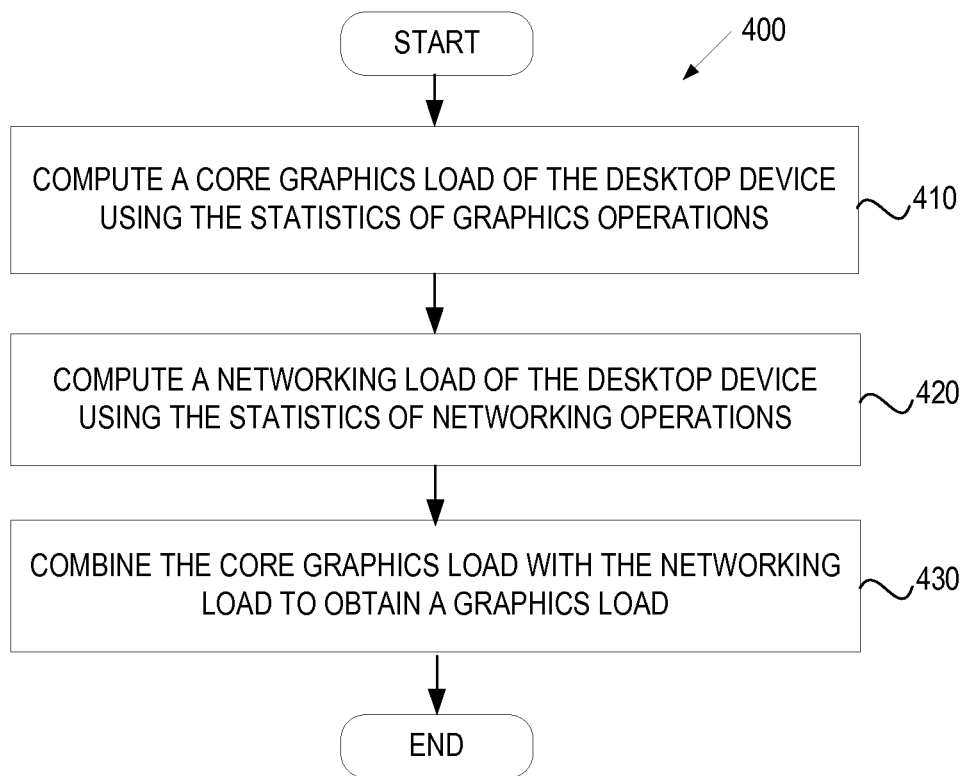 START
400
COMPUTE A CORE GRAPHICS LOAD OF THE DESKTOP DEVICE
USING THE STATISTICS OF GRAPHICS OPERATIONS
410
COMPUTE A NETWORKING LOAD OF THE DESKTOP DEVICE
USING THE STATISTICS OF NETWORKING OPERATIONS
420
COMBINE THE CORE GRAPHICS LOAD WITH THE NETWORKING
LOAD TO OBTAIN A GRAPHICS LOAD
430
END